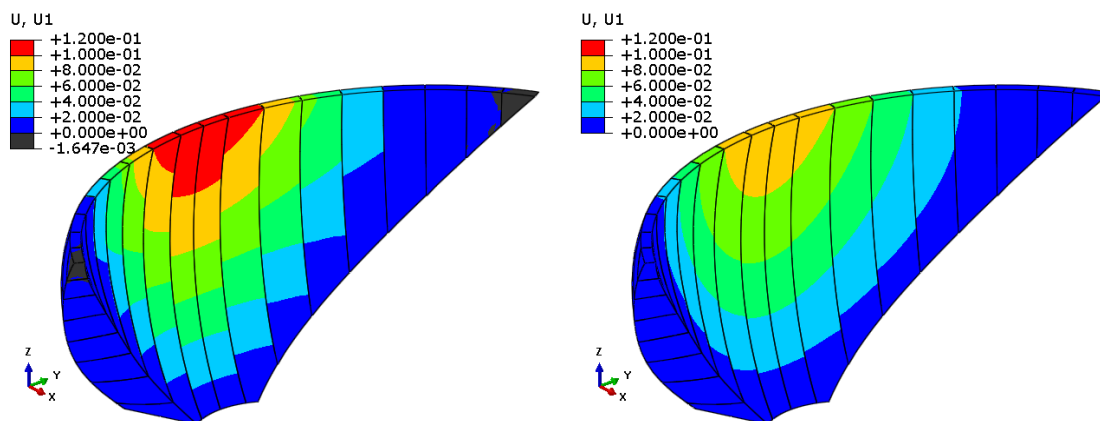 U, U1
+1.200e-01
+1.000e-01
+8.000e-02
+6.000e-02
+4.000e-02
+2.000e-02
+0.000e+00
-1.647e-03
Z
Y
X
U, U1
+1.200e-01
+1.000e-01
+8.000e-02
+6.000e-02
+4.000e-02
+2.000e-02
+0.000e+00
Z
Y
X